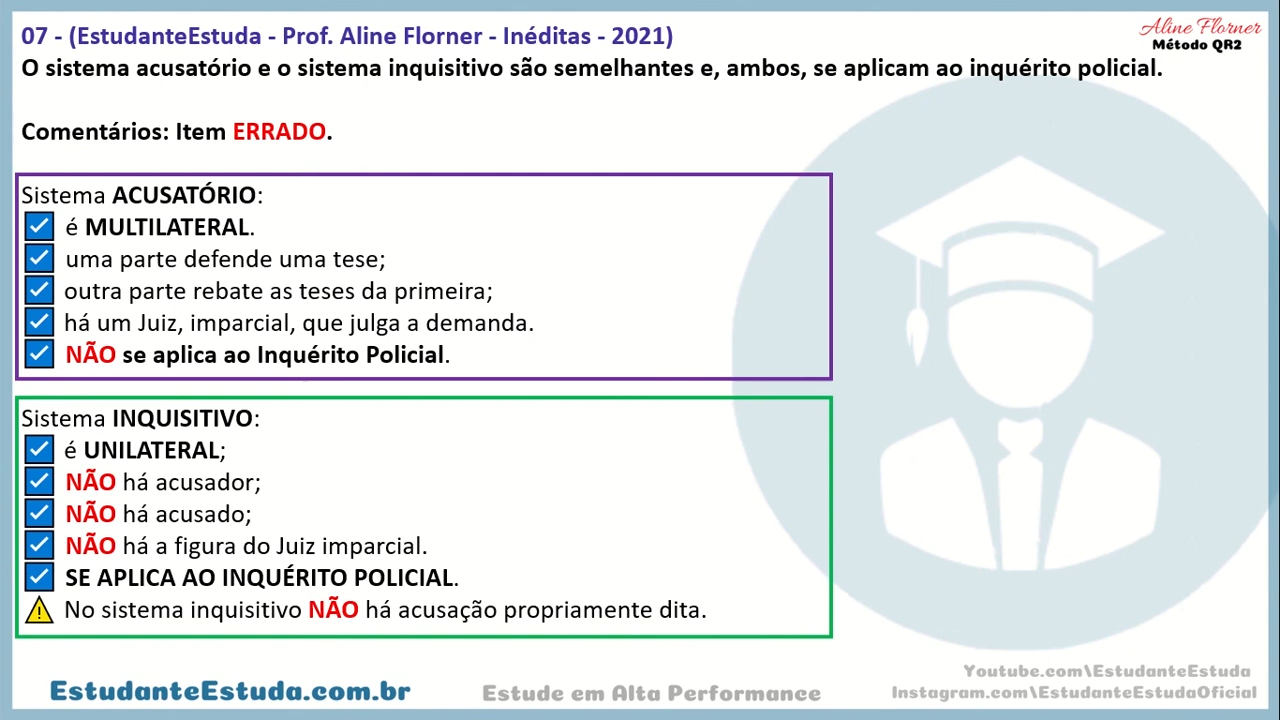 07 - (EstudanteEstuda - Prof. Aline Florner - Inéditas - 2021)
Aline Florner
Método QR2
O sistema acusatório e o sistema inquisitivo são semelhantes e, ambos, se aplicam ao inquérito policial.
Comentários: Item ERRADO.
Sistema ACUSATÓRIO:
é MULTILATERAL.
uma parte defende uma tese;
outra parte rebate as teses da primeira;
há um Juiz, imparcial, que julga a demanda.
NÃO se aplica ao Inquérito Policial.
Sistema INQUISITIVO:
é UNILATERAL;
NÃO há acusador;
NÃO há acusado;
NÃO há a figura do Juiz imparcial.
SE APLICA AO INQUÉRITO POLICIAL.
No sistema inquisitivo NÃO há acusação propriamente dita.
EstudanteEstuda.com.br
Estude em Alta Performance
Youtube.com\EstudanteEstuda
Instagram.com\EstudanteEstudaOficial